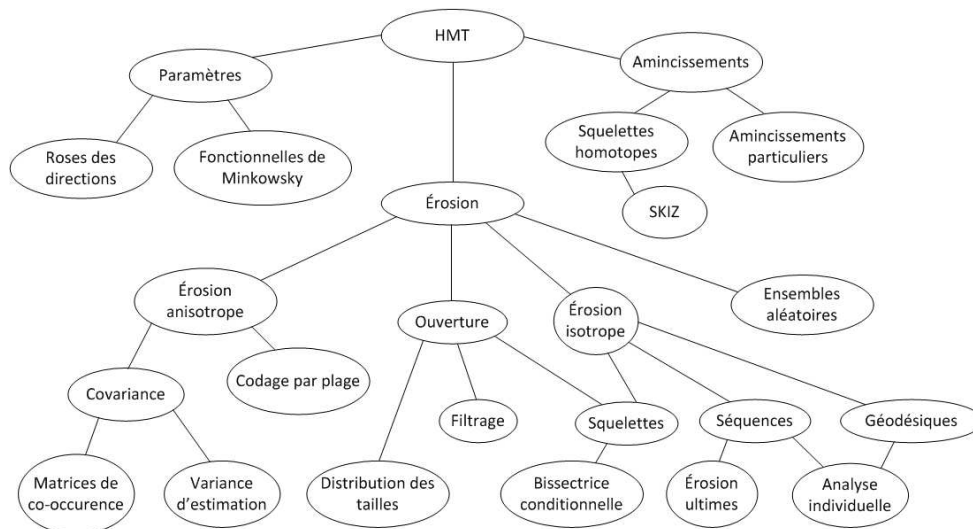 HMT
Paramètres
Amincissements
Roses des
directions
Fonctionnelles de
Minkowsky
Squelettes
homotopes
Amincissements
particuliers
SKIZ
Érosion
Érosion
anisotrope
Ouverture
Érosion
isotrope
Ensembles
aléatoires
Covariance
Codage par plage
Filtrage
Squelettes
Séquences
Géodésiques
Matrices de
co-occurence
Variance
d’estimation
Distribution des
tailles
Bissectrice
conditionnelle
Érosion
ultimes
Analyse
individuelle